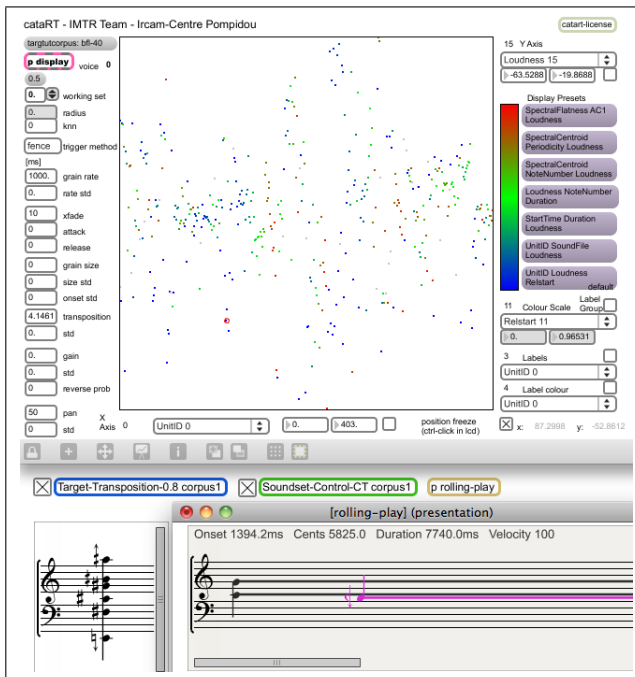 cataRT - IMTR Team - Ircam-Centre Pompidou
catart-license
targtutcorpus: bfi-40
p display
voice 0
0.5
0. working set
0. radius
0 knn
fence trigger method
[ms]
1000. grain rate
0. rate std
10 xfade
0 attack
0 release
0 grain size
0 size std
0 onset std
4.1461 transposition
0. std
0. gain
0. std
0 reverse prob
50 pan
0 std
15 Y Axis
Loudness 15
-63.5288 -19.8688
Display Presets
SpectralFlatness AC1
Loudness
SpectralCentroid
Periodicity Loudness
SpectralCentroid
NoteNumber Loudness
Loudness NoteNumber
Duration
StartTime Duration
Loudness
UnitID SoundFile
Loudness
UnitID Loudness
Relstart
default
11 Colour Scale
Label
Group
Relstart 11
0. 0.96531
3 Labels
UnitID 0
4 Label colour
UnitID 0
X
Axis 0 UnitID 0 0. 403.
position freeze
(ctrl-click in lcd)
x: 87.2998 y: -52.8612
Target-Transposition-0.8 corpus1 Soundset-Control-CT corpus1 p rolling-play
[rolling-play] (presentation)
Onset 1394.2ms Cents 5825.0 Duration 7740.0ms Velocity 100